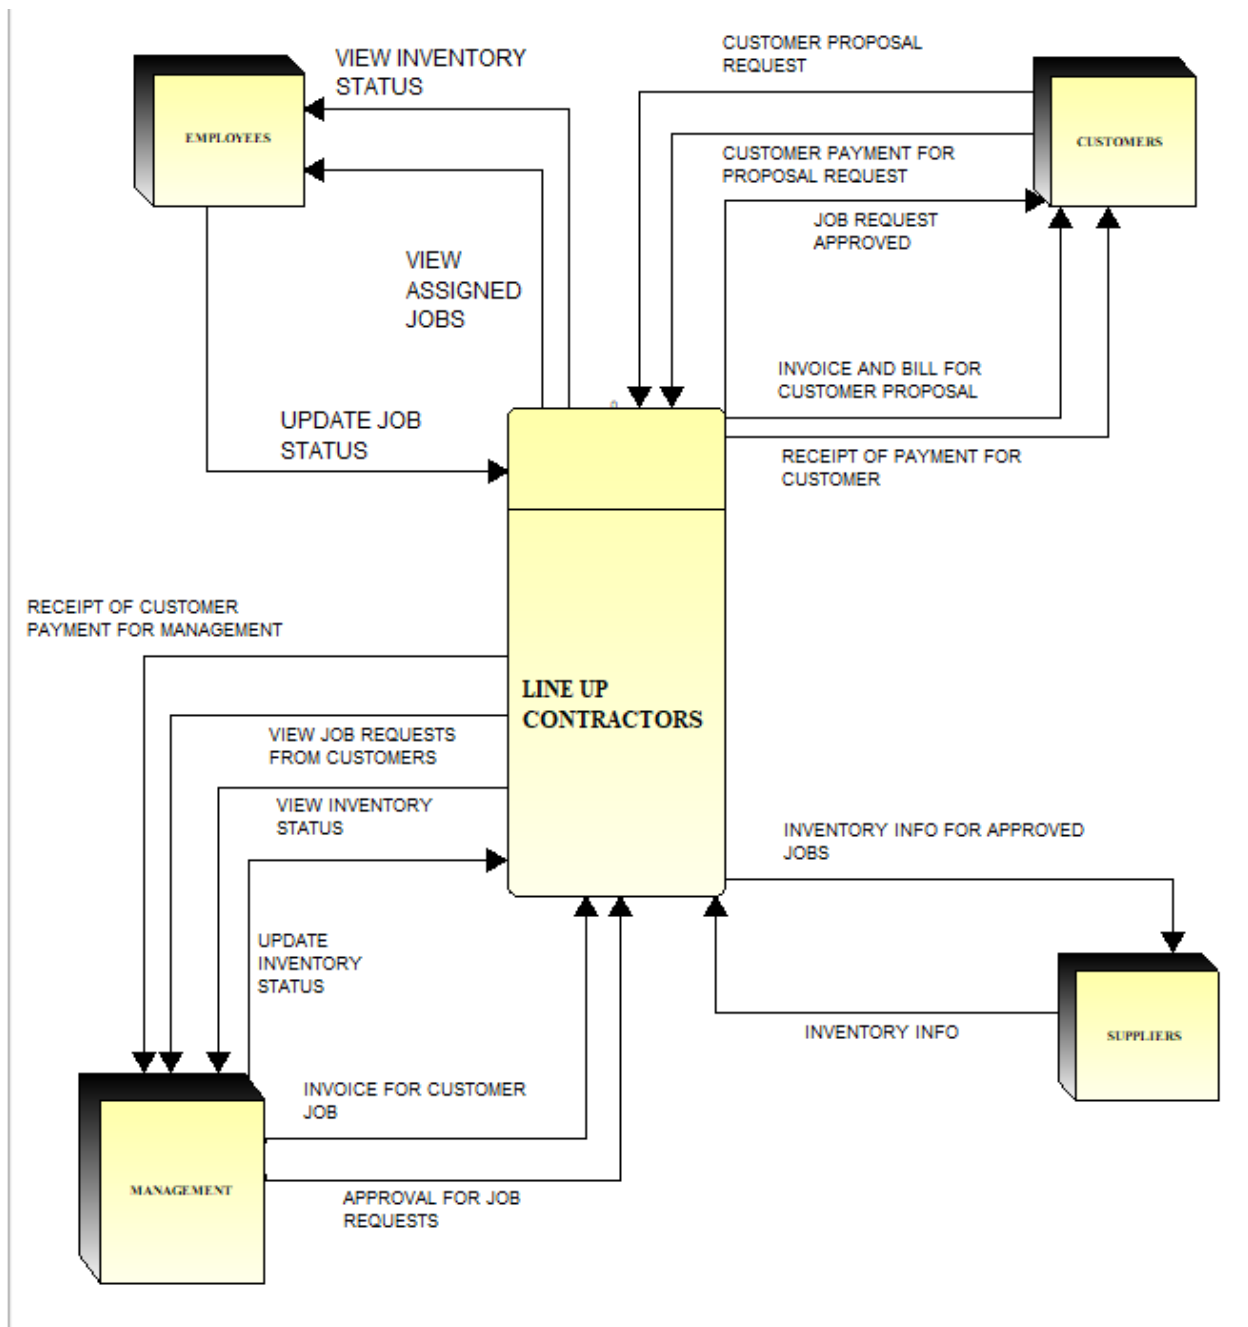 VIEW INVENTORY
STATUS
CUSTOMER PROPOSAL
REQUEST
EMPLOYEES
CUSTOMERS
CUSTOMER PAYMENT FOR
PROPOSAL REQUEST
JOB REQUEST
APPROVED
VIEW
ASSIGNED
JOBS
INVOICE AND BILL FOR
CUSTOMER PROPOSAL
UPDATE JOB
STATUS
RECEIPT OF PAYMENT FOR
CUSTOMER
RECEIPT OF CUSTOMER
PAYMENT FOR MANAGEMENT
LINE UP
CONTRACTORS
VIEW JOB REQUESTS
FROM CUSTOMERS
VIEW INVENTORY
STATUS
INVENTORY INFO FOR APPROVED
JOBS
UPDATE
INVENTORY
STATUS
INVENTORY INFO
SUPPLIERS
INVOICE FOR CUSTOMER
JOB
MANAGEMENT
APPROVAL FOR JOB
REQUESTS